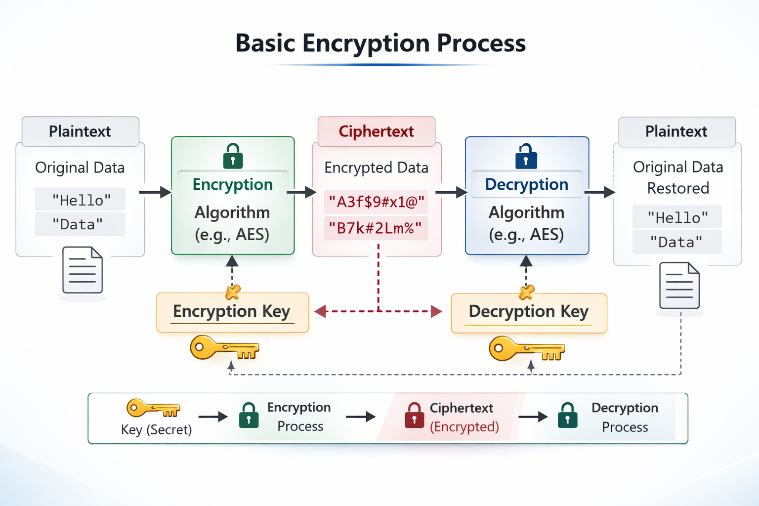 Basic Encryption Process
Plaintext
Original Data
"Hello"
"Data"
Encryption
Algorithm
(e.g., AES)
Ciphertext
Encrypted Data
"A3f$9#x1@"
"B7k#2Lm%"
Decryption
Algorithm
(e.g., AES)
Plaintext
Original Data
Restored
"Hello"
"Data"
Encryption Key
Decryption Key
Key (Secret)
Encryption
Process
Ciphertext
(Encrypted)
Decryption
Process